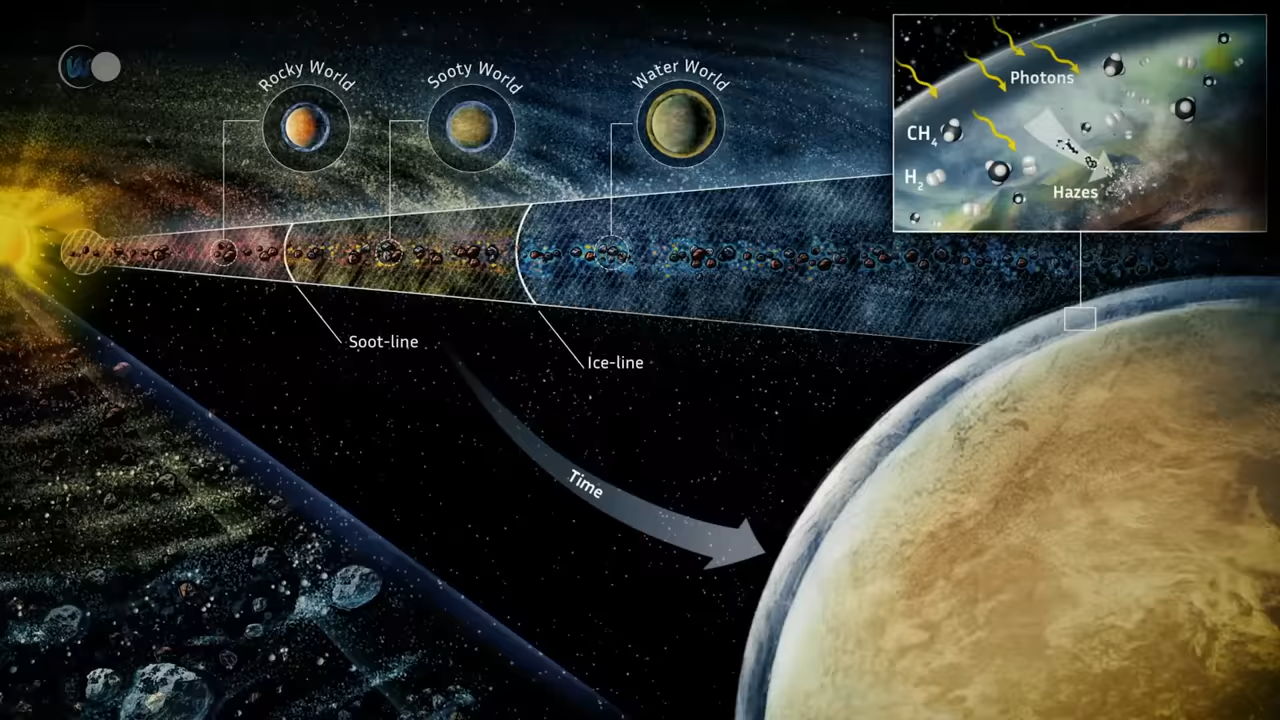 Rocky World
Sooty World
Water World
Photons
CH4
H2
Hazes
Soot-line
Ice-line
Time